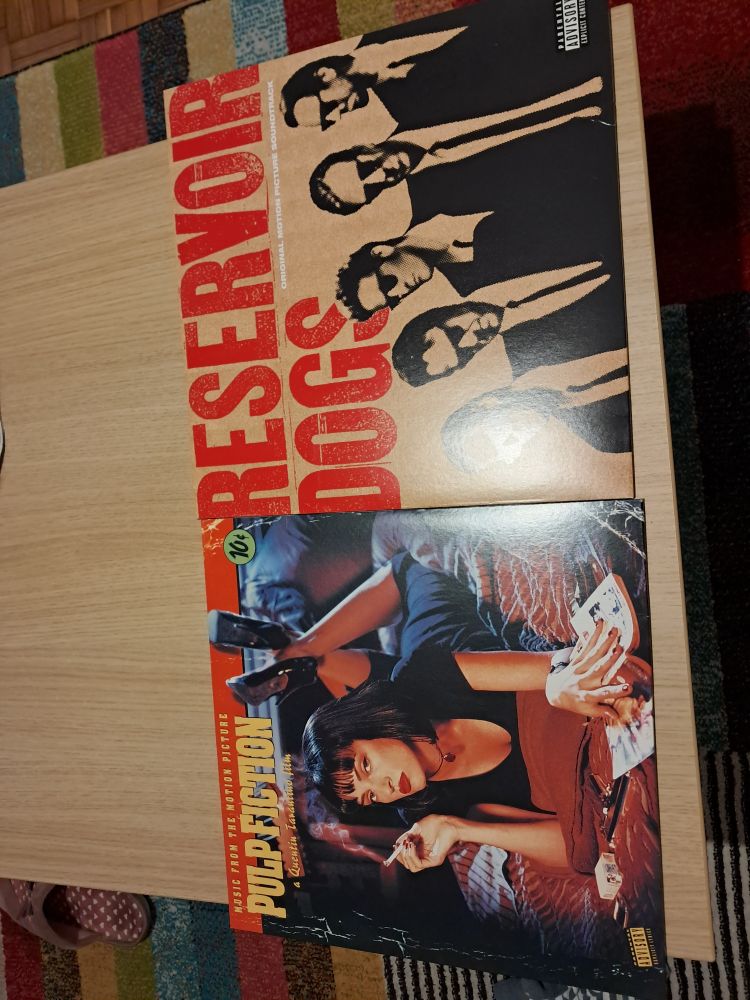 RESERVOIR
DOGS
ORIGINAL MOTION PICTURE SOUNDTRACK
PARENTAL
ADVISORY
EXPLICIT CONTENT
10¢
MUSIC FROM THE MOTION PICTURE
PULP FICTION
a Quentin Tarantino film
ADVISORY